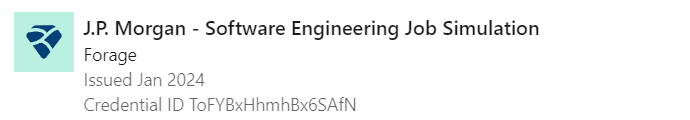 J.P. Morgan - Software Engineering Job Simulation
Forage
Issued Jan 2024
Credential ID ToFYBxHhmhBx6SAfN